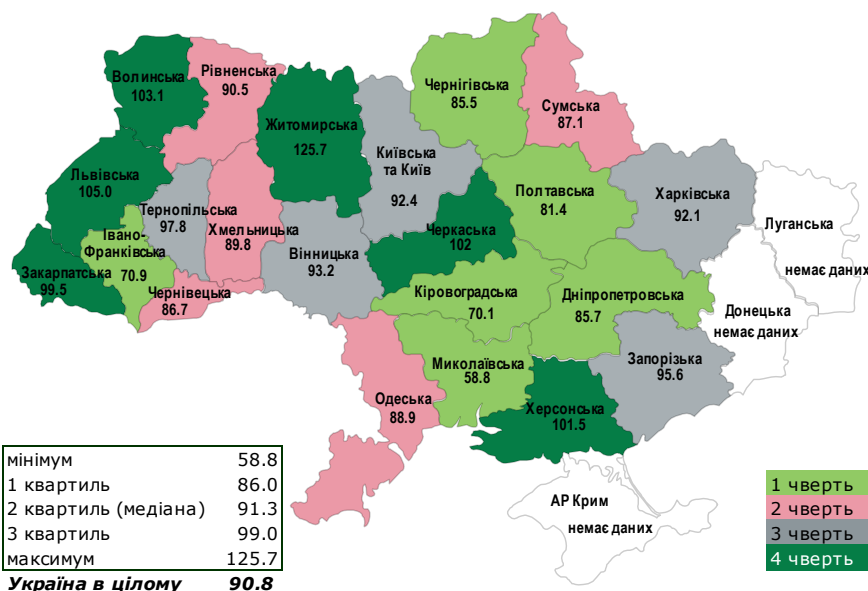 Волинська
103.1
Рівненська
90.5
Житомирська
125.7
Київська
та Київ
92.4
Чернігівська
85.5
Сумська
87.1
Львівська
105.0
Тернопільська
97.8
Хмельницька
89.8
Вінницька
93.2
Черкаська
102
Полтавська
81.4
Харківська
92.1
Луганська
немає даних
Івано-
Франківська
70.9
Закарпатська
99.5
Чернівецька
86.7
Кіровоградська
70.1
Дніпропетровська
85.7
Донецька
немає даних
Миколаївська
58.8
Запорізька
95.6
Одеська
88.9
Херсонська
101.5
АР Крим
немає даних
мінімум 58.8
1 квартиль 86.0
2 квартиль (медіана) 91.3
3 квартиль 99.0
максимум 125.7
Україна в цілому 90.8
1 чверть
2 чверть
3 чверть
4 чверть